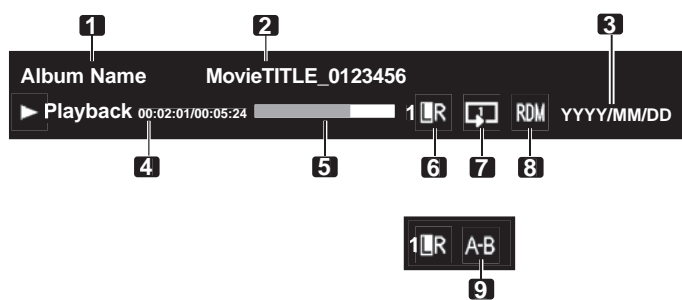 1 2 3
Album Name MovieTITLE_0123456
Playback 00:02:01/00:05:24 1 LR 1 RDM YYYY/MM/DD
4 5 6 7 8
1 LR A-B
9